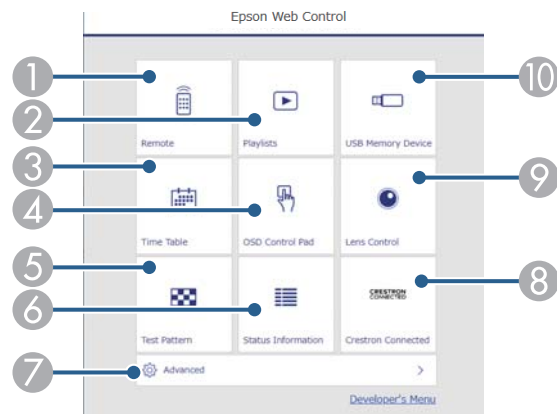 Epson Web Control
1
10
2
Remote
Playlists
USB Memory Device
3
9
4
Time Table
OSD Control Pad
Lens Control
5
8
CRESTRON
CONNECTED
6
Test Pattern
Status Information
Crestron Connected
7
Advanced
Developer's Menu